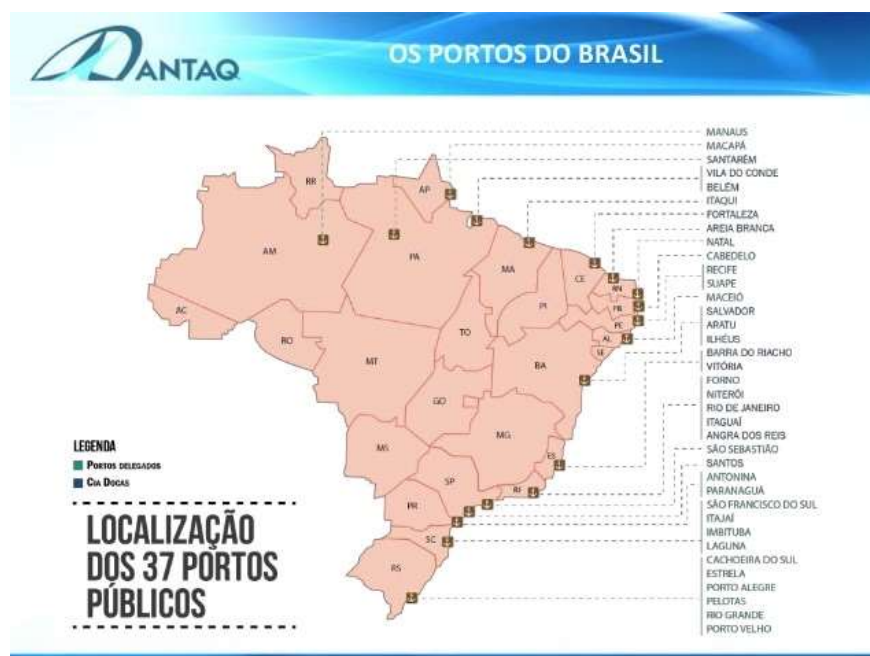 ANTAQ
OS PORTOS DO BRASIL
MANAUS
MACAPÁ
SANTARÉM
VILA DO CONDE
BELÉM
ITAQUI
FORTALEZA
AREIA BRANCA
NATAL
CABEDELO
RECIFE
SUAPE
MACEIÓ
SALVADOR
ARATU
ILHÉUS
BARRA DO RIACHO
VITÓRIA
FORNO
NITERÓI
RIO DE JANEIRO
ITAGUAÍ
ANGRA DOS REIS
SÃO SEBASTIÃO
SANTOS
ANTONINA
PARANAGUÁ
SÃO FRANCISCO DO SUL
ITAJAÍ
IMBITUBA
LAGUNA
CACHOEIRA DO SUL
ESTRELA
PORTO ALEGRE
PELOTAS
RIO GRANDE
PORTO VELHO
RR
AP
AM
PA
MA
CE
RN
PB
PI
PE
AC
AL
TO
SE
RO
MT
BA
GO
MG
MS
ES
SP
RJ
PR
SC
RS
LEGENDA
PORTOS DELEGADOS
CIA DOCAS
LOCALIZAÇÃO
DOS 37 PORTOS
PÚBLICOS